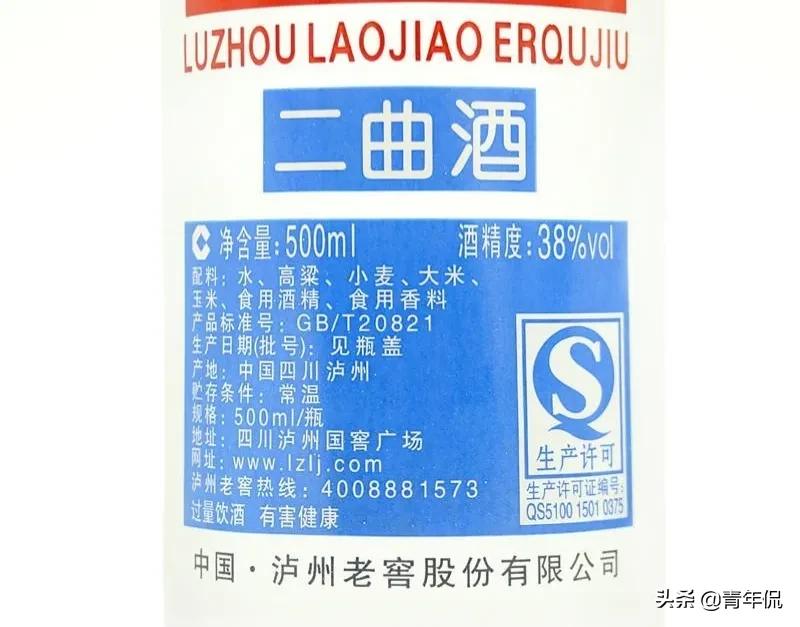 LUZHOU LAOJIAO ERQUJIU
二曲酒
净含量:500ml 酒精度:38%vol
配料: 水、高粱、小麦、大米、
玉米、食用酒精、食用香料
产品标准号: GB/T20821
生产日期(批号): 见瓶盖
产地: 中国四川泸州
贮存条件: 常温
规格: 500ml/瓶
地址: 四川泸州国窖广场
网址: www.lzlj.com
泸州老窖热线: 4008881573
过量饮酒 有害健康
生产许可
生产许可证编号:
QS5100 1501 0375
中国·泸州老窖股份有限公司
头条 @青年侃